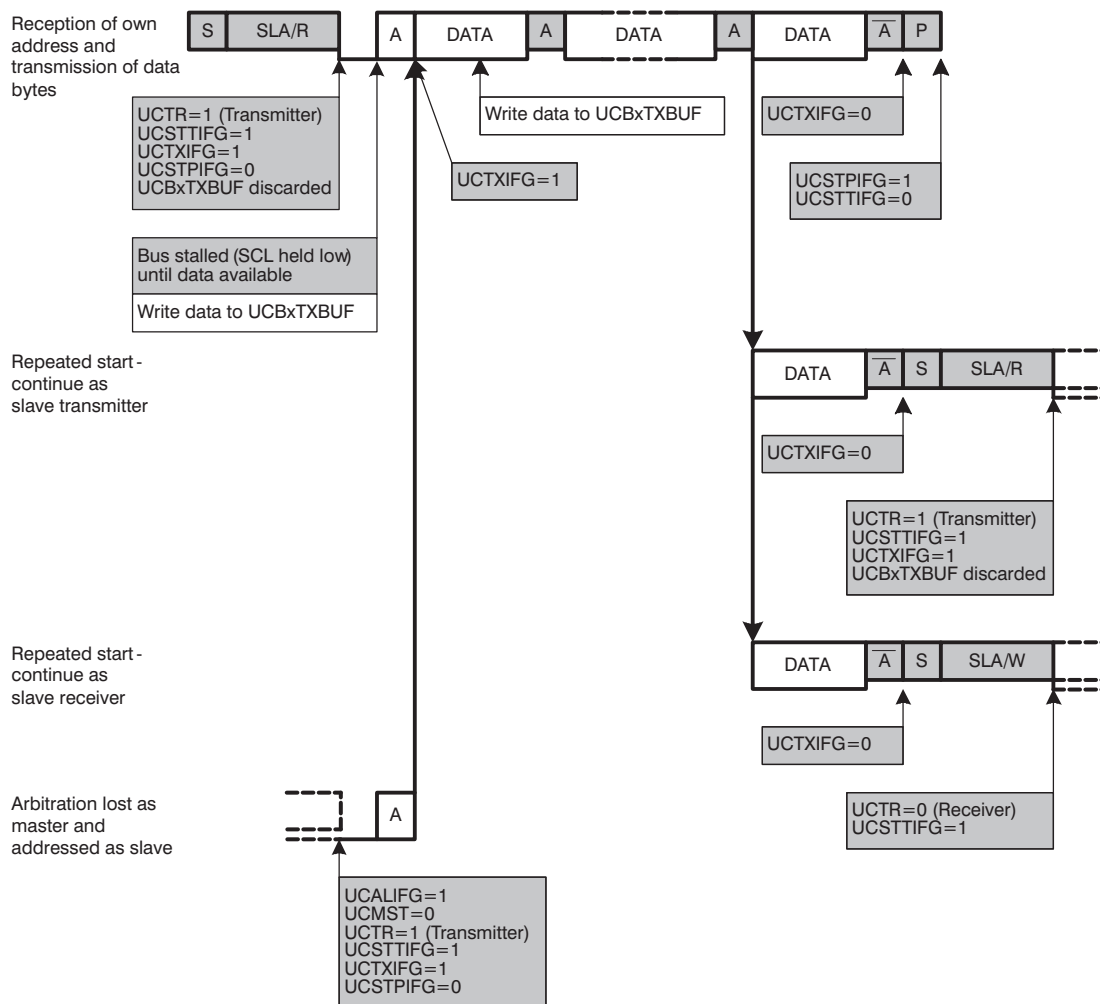 Reception of own
address and
transmission of data
bytes
S SLA/R A DATA A DATA A DATA A̅ P
UCTR=1 (Transmitter)
UCSTTIFG=1
UCTXIFG=1
UCSTPIFG=0
UCBxTXBUF discarded
Write data to UCBxTXBUF
UCTXIFG=0
UCTXIFG=1
UCSTPIFG=1
UCSTTIFG=0
Bus stalled (SCL held low)
until data available
Write data to UCBxTXBUF
Repeated start -
continue as
slave transmitter
DATA A̅ S SLA/R
UCTXIFG=0
UCTR=1 (Transmitter)
UCSTTIFG=1
UCTXIFG=1
UCBxTXBUF discarded
Repeated start -
continue as
slave receiver
DATA A̅ S SLA/W
UCTXIFG=0
UCTR=0 (Receiver)
UCSTTIFG=1
Arbitration lost as
master and
addressed as slave
A
UCALIFG=1
UCMST=0
UCTR=1 (Transmitter)
UCSTTIFG=1
UCTXIFG=1
UCSTPIFG=0